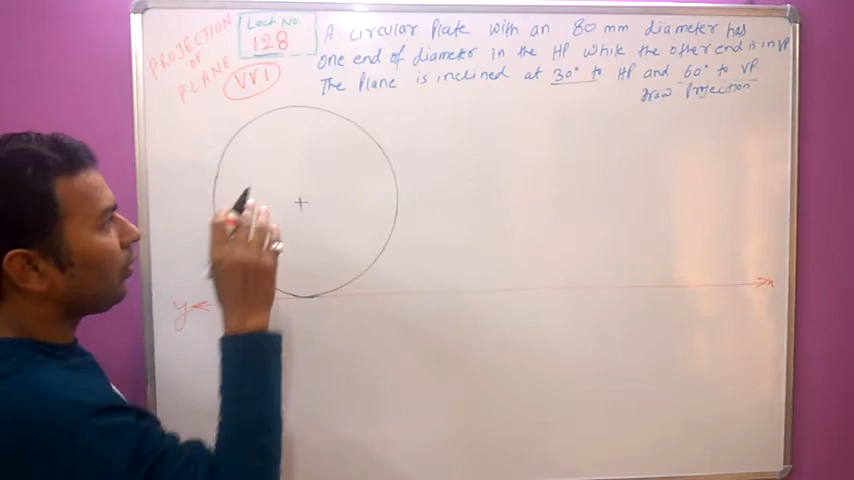 PROJECTION
OF
PLANE
VVI
Lect No.
128
A Circular Plate with an 80 mm diameter has
one end of diameter in the HP while the other end is in VP
The Plane is inclined at 30° to HP and 60° to VP
Draw Projection
y
x